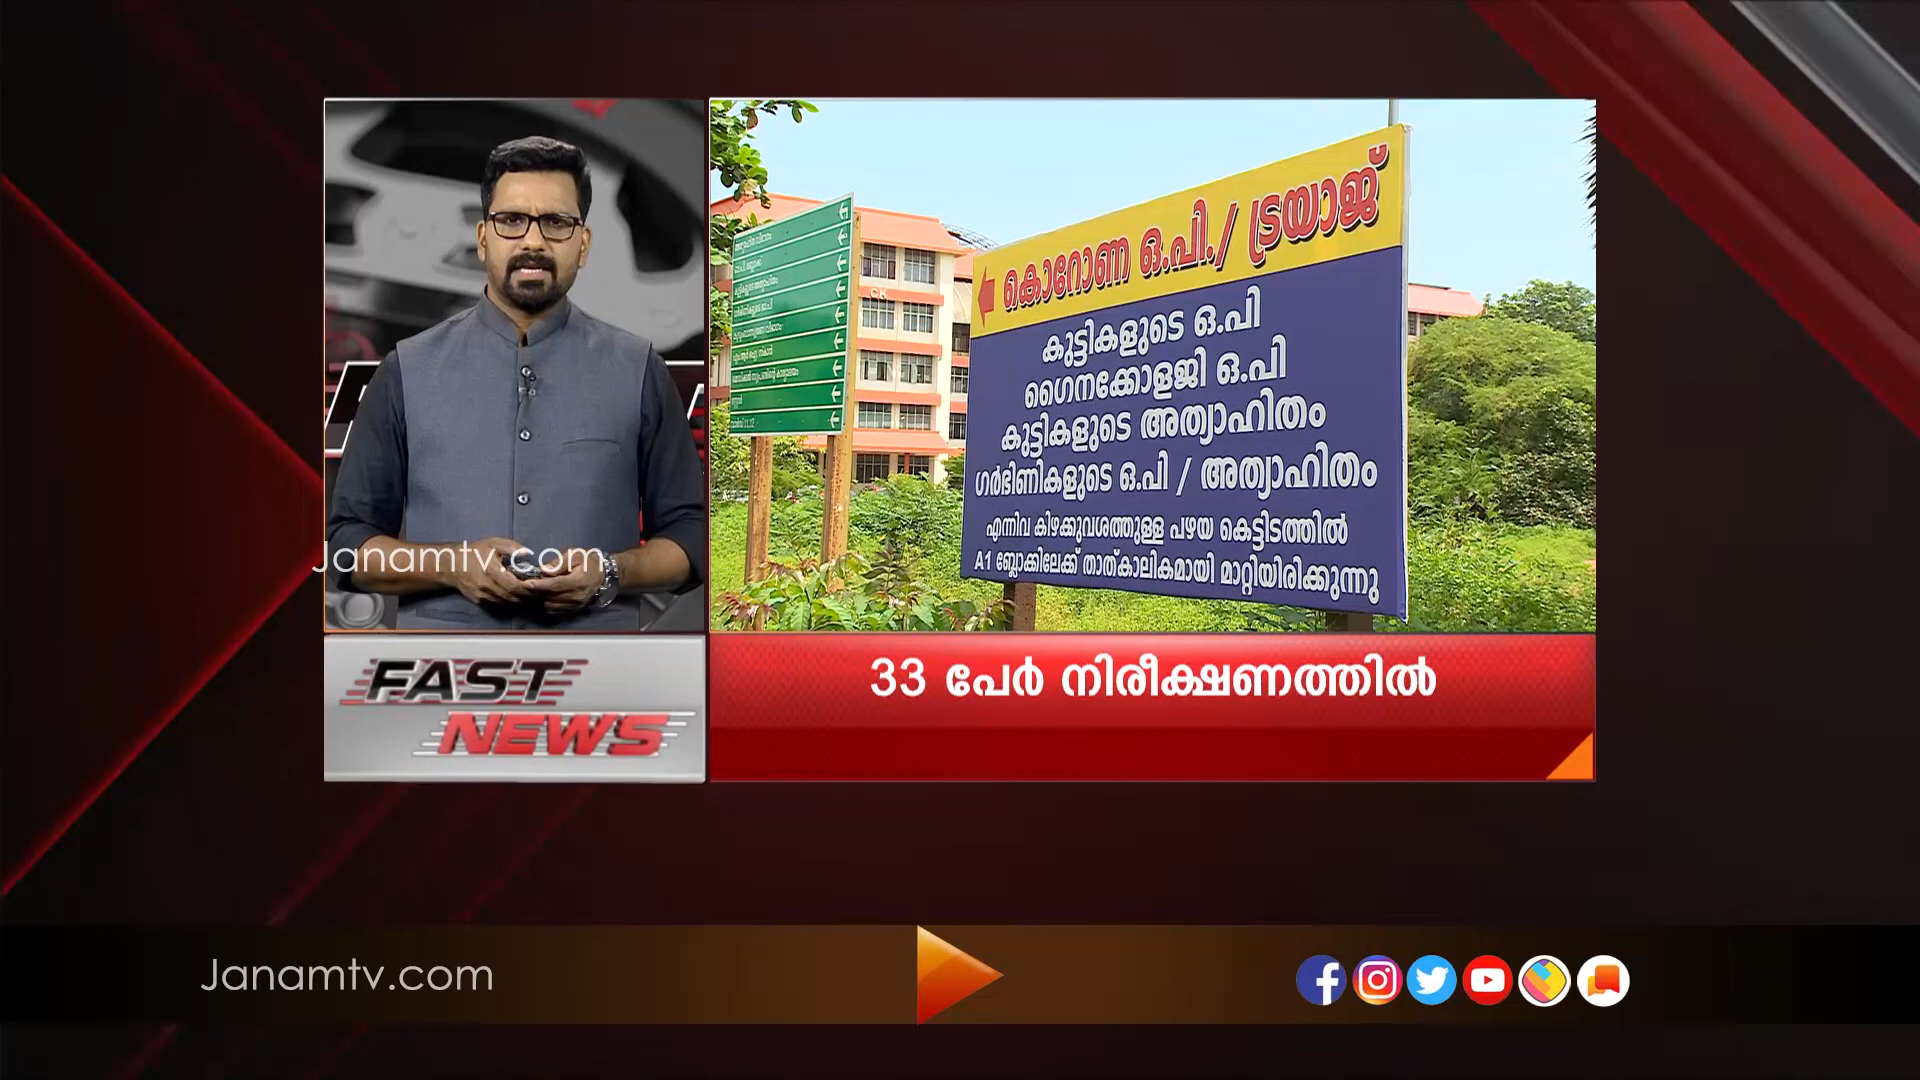 കൊറോണ ഒ.പി./ ട്രയാജ്
കുട്ടികളുടെ ഒ.പി
ഗൈനക്കോളജി ഒ.പി
കുട്ടികളുടെ അത്യാഹിതം
ഗർഭിണികളുടെ ഒ.പി / അത്യാഹിതം
എന്നിവ കിഴക്കുവശത്തുള്ള പഴയ കെട്ടിടത്തിൽ
A1 ബ്ലോക്കിലേക്ക് താത്കാലികമായി മാറ്റിയിരിക്കുന്നു
Janamtv.com
FAST
NEWS
33 പേർ നിരീക്ഷണത്തിൽ
Janamtv.com